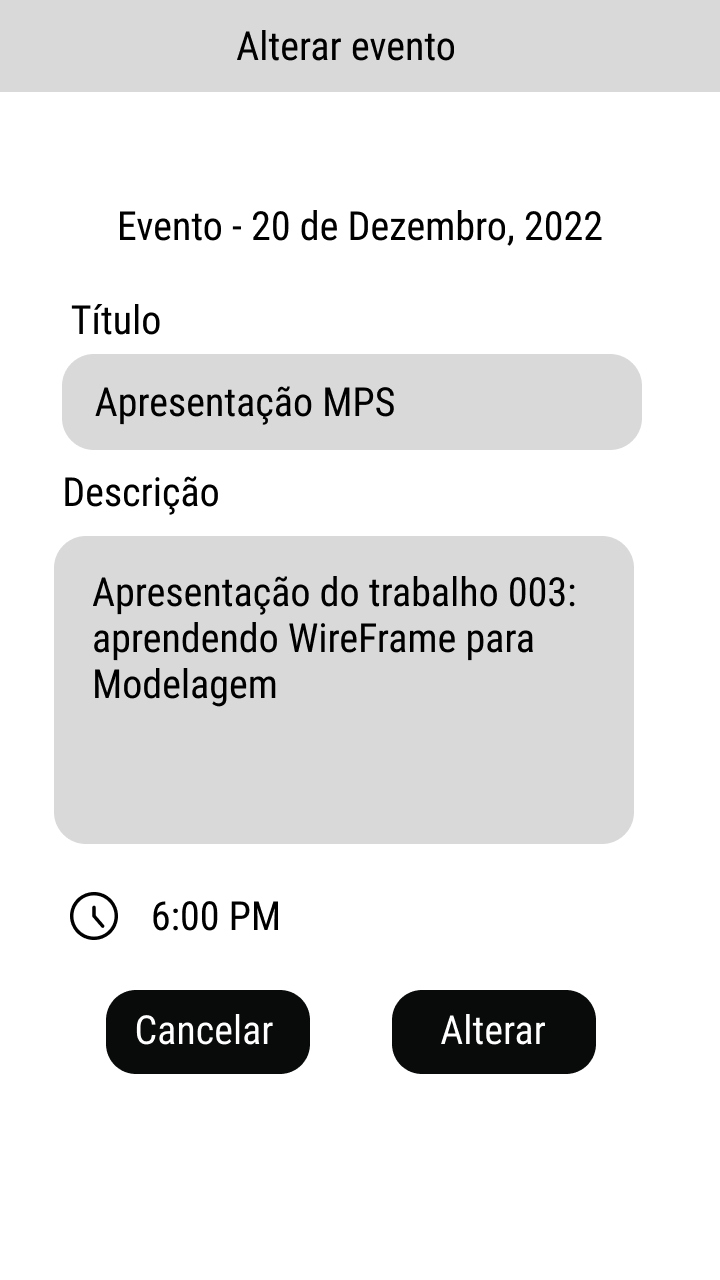 Alterar evento
Evento - 20 de Dezembro, 2022
Título
Apresentação MPS
Descrição
Apresentação do trabalho 003:
aprendendo WireFrame para
Modelagem
6:00 PM
Cancelar
Alterar